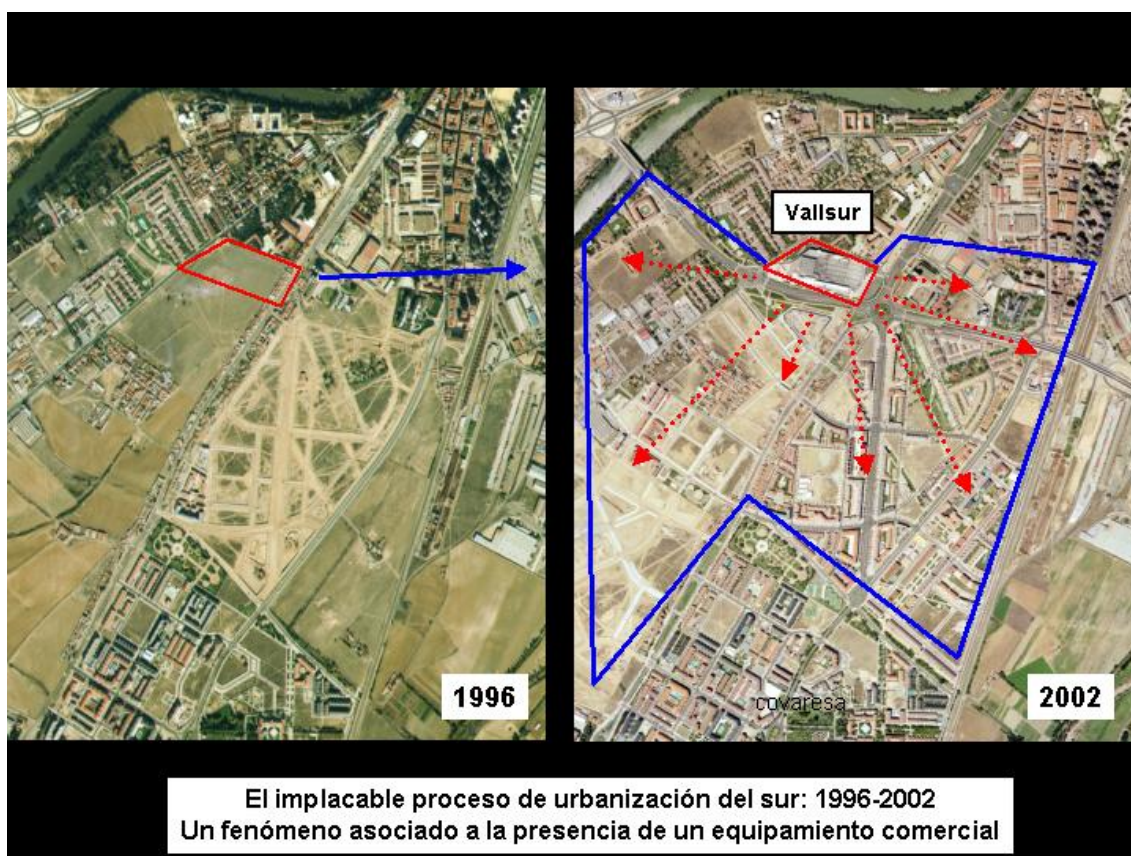 Vallsur
1996
covaresa
2002
El implacable proceso de urbanización del sur: 1996-2002
Un fenómeno asociado a la presencia de un equipamiento comercial